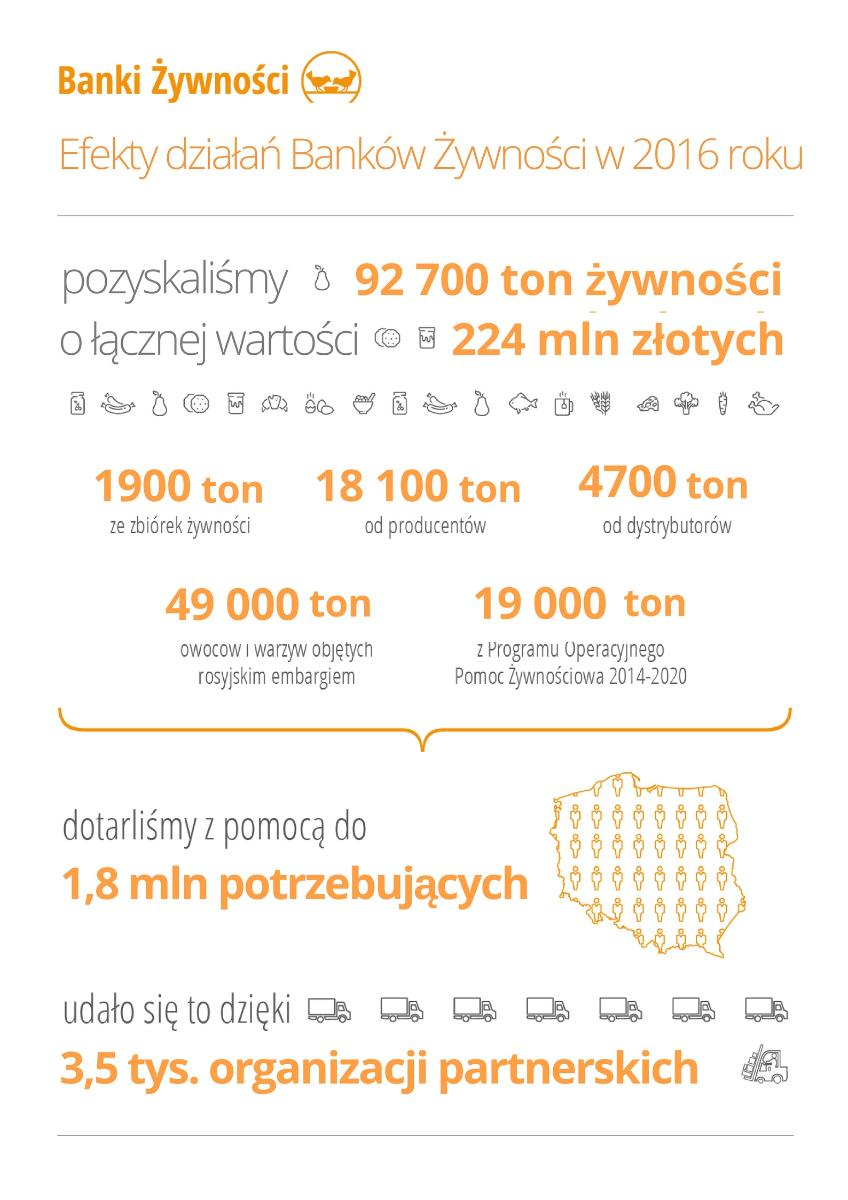 Banki Żywności
Efekty działań Banków Żywności w 2016 roku
pozyskaliśmy 92 700 ton żywności
o łącznej wartości 224 mln złotych
1900 ton
ze zbiórek żywności
18 100 ton
od producentów
4700 ton
od dystrybutorów
49 000 ton
owoców i warzyw objętych
rosyjskim embargiem
19 000 ton
z Programu Operacyjnego
Pomoc Żywnościowa 2014-2020
dotarliśmy z pomocą do
1,8 mln potrzebujących
udało się to dzięki
3,5 tys. organizacji partnerskich